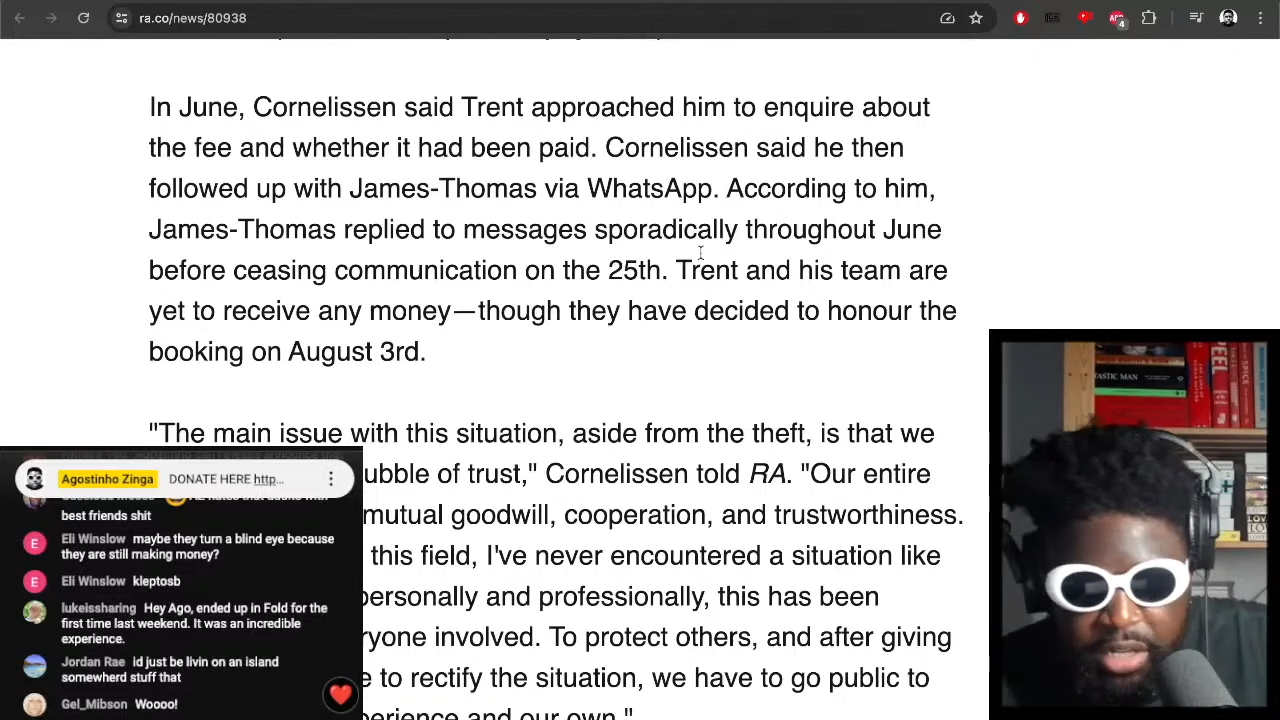 ra.co/news/80938
4
In June, Cornelissen said Trent approached him to enquire about
the fee and whether it had been paid. Cornelissen said he then
followed up with James-Thomas via WhatsApp. According to him,
James-Thomas replied to messages sporadically throughout June
before ceasing communication on the 25th. Trent and his team are
yet to receive any money—though they have decided to honour the
booking on August 3rd.
"The main issue with this situation, aside from the theft, is that we
ubble of trust," Cornelissen told RA. "Our entire
mutual goodwill, cooperation, and trustworthiness.
this field, I've never encountered a situation like
personally and professionally, this has been
ryone involved. To protect others, and after giving
e to rectify the situation, we have to go public to
perience and our own."
Agostinho Zinga DONATE HERE http...
best friends shit
Eli Winslow maybe they turn a blind eye because
they are still making money?
Eli Winslow kleptosb
lukeissharing Hey Ago, ended up in Fold for the
first time last weekend. It was an incredible
experience.
Jordan Rae id just be livin on an island
somewherd stuff that
Gel_Mibson Woooo!
TASTIC MAN